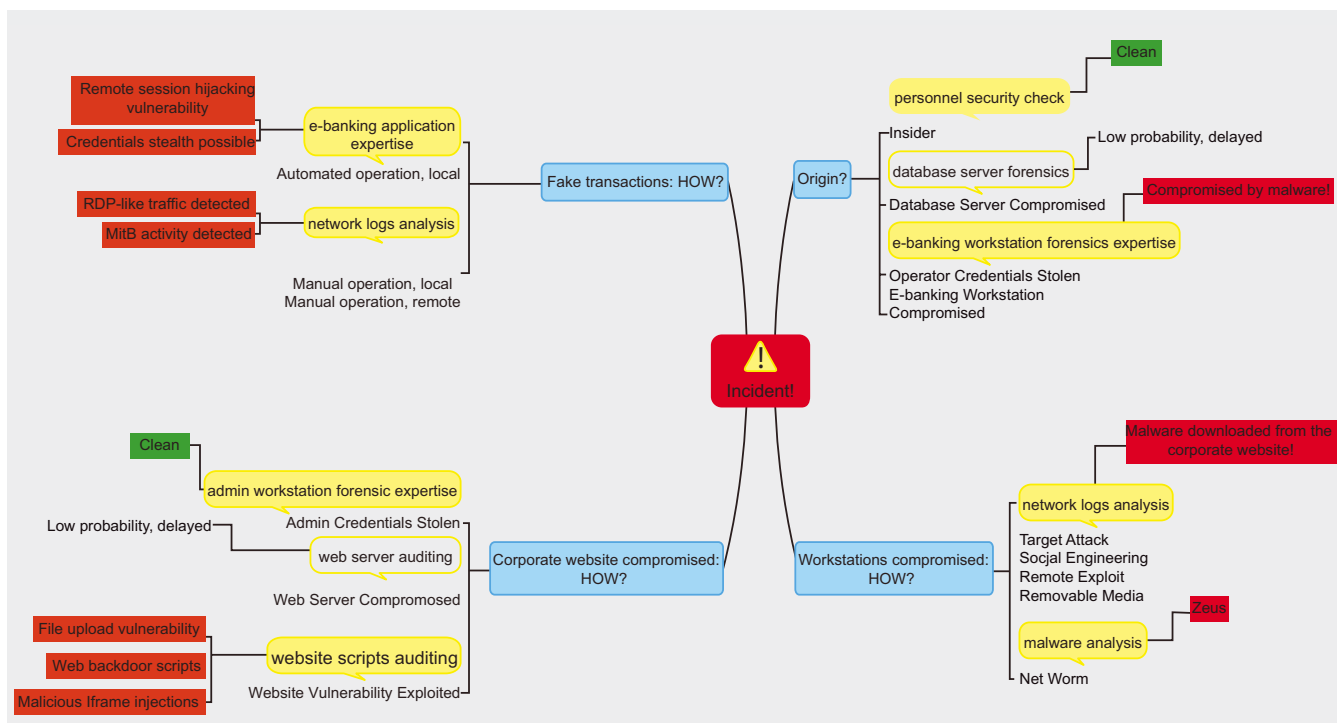 Remote session hijacking
vulnerability
Credentials stealth possible
e-banking application
expertise
Automated operation, local
RDP-like traffic detected
MitB activity detected
network logs analysis
Manual operation, local
Manual operation, remote
Fake transactions: HOW?
Clean
personnel security check
Insider
Low probability, delayed
database server forensics
Origin?
Compromised by malware!
Database Server Compromised
e-banking workstation forensics expertise
Operator Credentials Stolen
E-banking Workstation
Compromised
Incident!
Clean
admin workstation forensic expertise
Admin Credentials Stolen
Low probability, delayed
web server auditing
Corporate website compromised:
HOW?
Web Server Compromosed
File upload vulnerability
Web backdoor scripts
Malicious Iframe injections
website scripts auditing
Website Vulnerability Exploited
Malware downloaded from the
corporate website!
network logs analysis
Workstations compromised:
HOW?
Target Attack
Socjal Engineering
Remote Exploit
Removable Media
Zeus
malware analysis
Net Worm